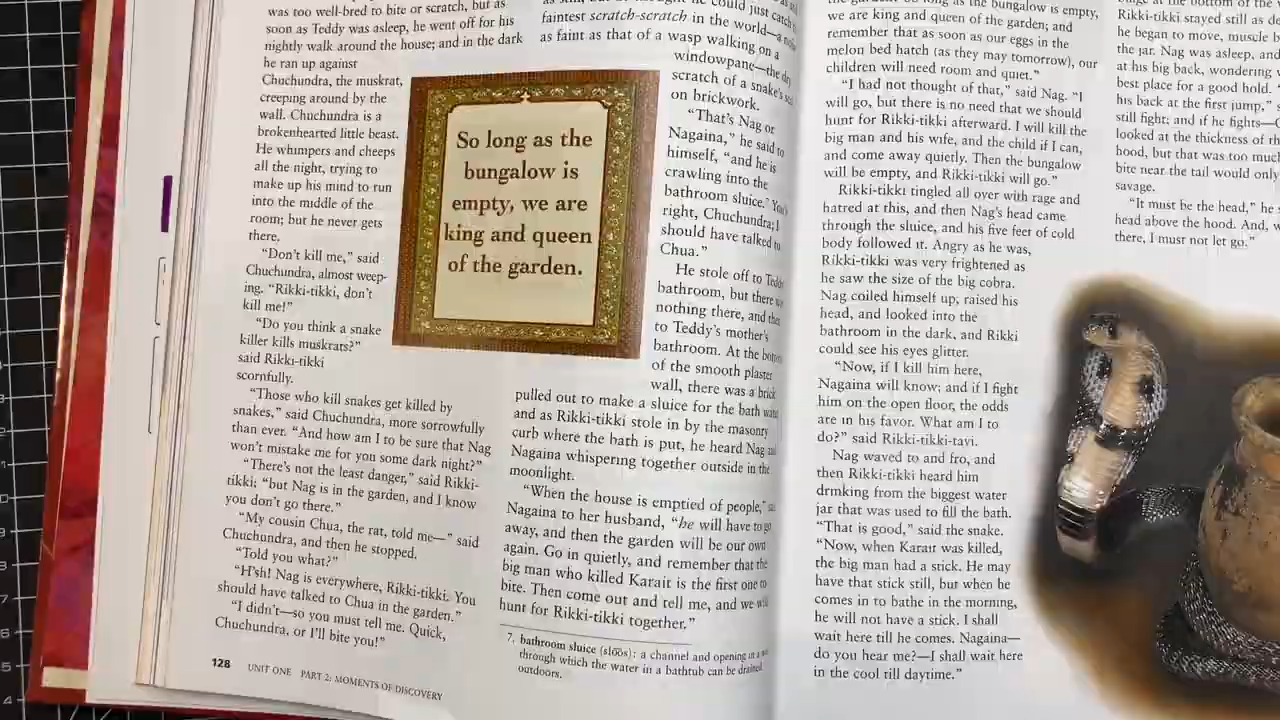 was too well-bred to bite or scratch, but as
soon as Teddy was asleep, he went off for his
nightly walk around the house; and in the dark
he ran up against
Chuchundra, the muskrat,
creeping around by the
wall. Chuchundra is a
brokenhearted little beast.
He whimpers and cheeps
all the night, trying to
make up his mind to run
into the middle of the
room; but he never gets
there.
"Don't kill me," said
Chuchundra, almost weep-
ing. "Rikki-tikki, don't
kill me!"
"Do you think a snake
killer kills muskrats?"
said Rikki-tikki
scornfully.
"Those who kill snakes get killed by
snakes," said Chuchundra, more sorrowfully
than ever. "And how am I to be sure that Nag
won't mistake me for you some dark night?"
"There's not the least danger," said Rikki-
tikki; "but Nag is in the garden, and I know
you don't go there."
"My cousin Chua, the rat, told me—" said
Chuchundra, and then he stopped.
"Told you what?"
"H'sh! Nag is everywhere, Rikki-tikki. You
should have talked to Chua in the garden."
"I didn't—so you must tell me. Quick,
Chuchundra, or I'll bite you!"
128 UNIT ONE PART 2: MOMENTS OF DISCOVERY
So long as the
bungalow is
empty, we are
king and queen
of the garden.
he could just catch
faintest scratch-scratch in the world—a
as faint as that of a wasp walking on a
windowpane—the dry
scratch of a snake's
on brickwork.
"That's Nag or
Nagaina," he said to
himself, "and he is
crawling into the
bathroom sluice.7
right, Chuchundra; I
should have talked to
Chua."
He stole off to Teddy
bathroom, but there
nothing there, and then
to Teddy's mother's
bathroom. At the bottom
of the smooth plaster
wall, there was a brick
pulled out to make a sluice for the bath
and as Rikki-tikki stole in by the masonry
curb where the bath is put, he heard Nag
Nagaina whispering together outside in the
moonlight.
"When the house is emptied of people,"
Nagaina to her husband, "he will have to go
away, and then the garden will be our own
again. Go in quietly, and remember that the
big man who killed Karait is the first one to
bite. Then come out and tell me, and we will
hunt for Rikki-tikki together."
7. bathroom sluice (sloōs): a channel and opening
through which the water in a bathtub can be drained
outdoors.
as the bungalow is empty,
we are king and queen of the garden; and
remember that as soon as our eggs in the
melon bed hatch (as they may tomorrow), our
children will need room and quiet."
"I had not thought of that," said Nag. "I
will go, but there is no need that we should
hunt for Rikki-tikki afterward. I will kill the
big man and his wife, and the child if I can,
and come away quietly. Then the bungalow
will be empty, and Rikki-tikki will go."
Rikki-tikki tingled all over with rage and
hatred at this, and then Nag's head came
through the sluice, and his five feet of cold
body followed it. Angry as he was,
Rikki-tikki was very frightened as
he saw the size of the big cobra.
Nag coiled himself up, raised his
head, and looked into the
bathroom in the dark, and Rikki
could see his eyes glitter.
"Now, if I kill him here,
Nagaina will know; and if I fight
him on the open floor, the odds
are in his favor. What am I to
do?" said Rikki-tikki-tavi.
Nag waved to and fro, and
then Rikki-tikki heard him
drinking from the biggest water
jar that was used to fill the bath.
"That is good," said the snake.
"Now, when Karait was killed,
the big man had a stick. He may
have that stick still, but when he
comes in to bathe in the morning,
he will not have a stick. I shall
wait here till he comes. Nagaina—
do you hear me?—I shall wait here
in the cool till daytime."
at the bottom of the
Rikki-tikki stayed still as
he began to move, muscle
the jar. Nag was asleep, and
at his big back, wondering
best place for a good hold.
his back at the first jump,"
still fight; and if he fights—
looked at the thickness of
hood, but that was too much
bite near the tail would only
savage.
"It must be the head," he
head above the hood. And,
there, I must not let go."